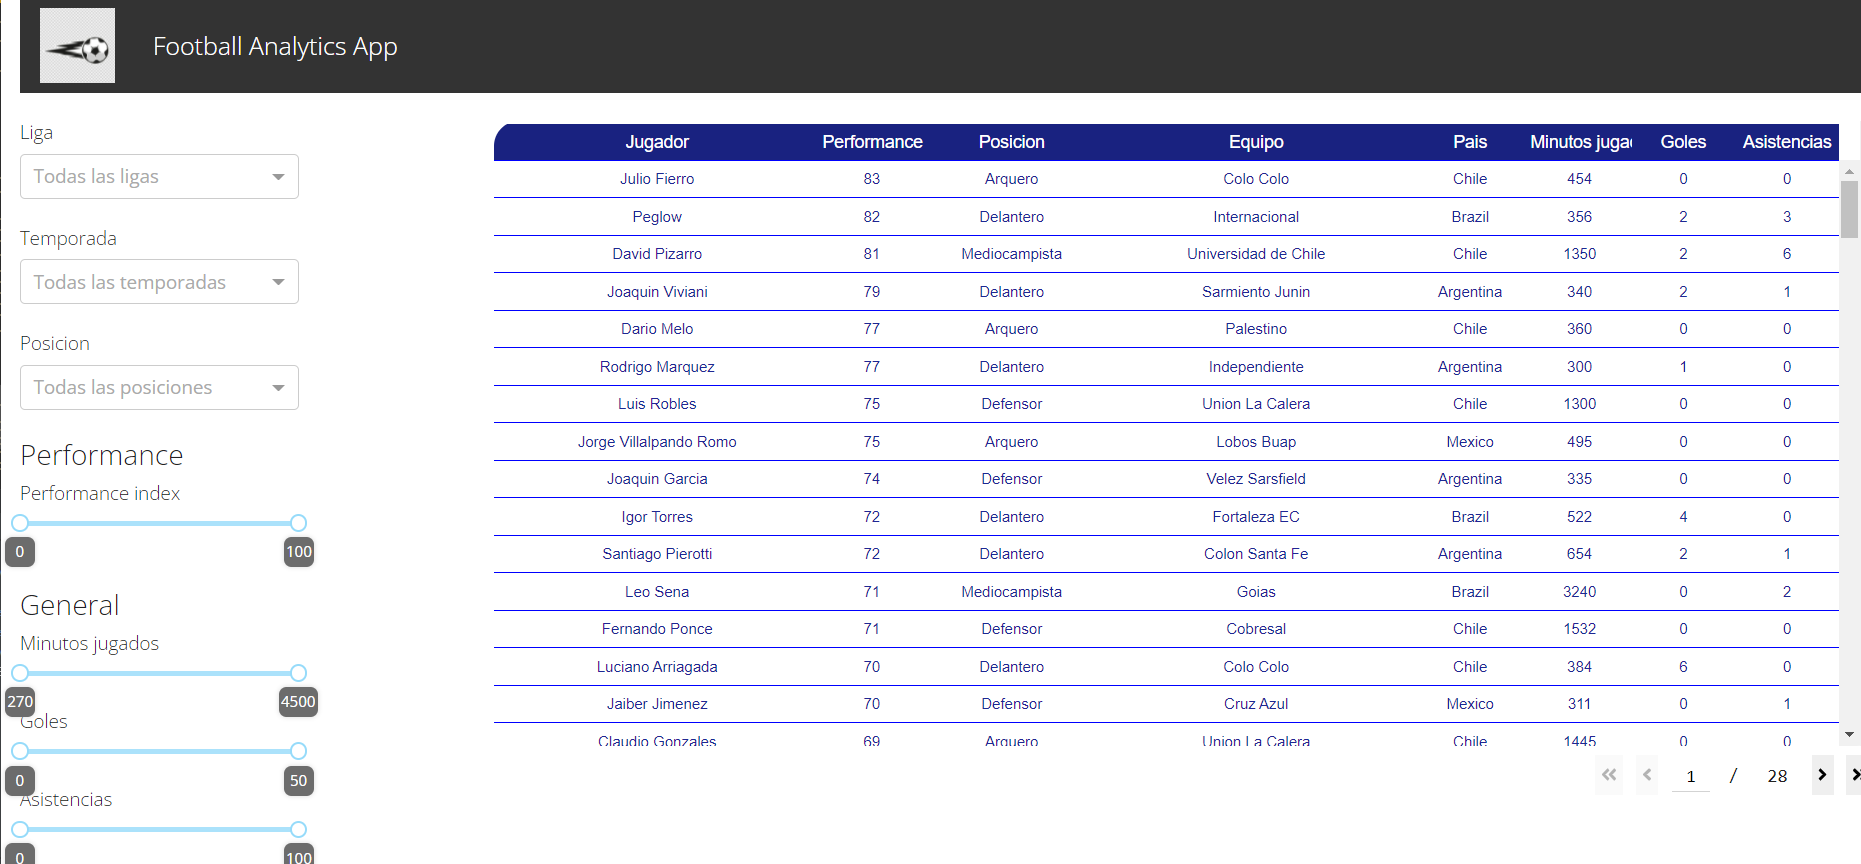 Football Analytics App
Liga
Todas las ligas
Temporada
Todas las temporadas
Posicion
Todas las posiciones
Performance
Performance index
0 100
General
Minutos jugados
270 4500
Goles
0 50
Asistencias
0 100
Jugador Performance Posicion Equipo Pais Minutos jugad Goles Asistencias
Julio Fierro 83 Arquero Colo Colo Chile 454 0 0
Peglow 82 Delantero Internacional Brazil 356 2 3
David Pizarro 81 Mediocampista Universidad de Chile Chile 1350 2 6
Joaquin Viviani 79 Delantero Sarmiento Junin Argentina 340 2 1
Dario Melo 77 Arquero Palestino Chile 360 0 0
Rodrigo Marquez 77 Delantero Independiente Argentina 300 1 0
Luis Robles 75 Defensor Union La Calera Chile 1300 0 0
Jorge Villalpando Romo 75 Arquero Lobos Buap Mexico 495 0 0
Joaquin Garcia 74 Defensor Velez Sarsfield Argentina 335 0 0
Igor Torres 72 Delantero Fortaleza EC Brazil 522 4 0
Santiago Pierotti 72 Delantero Colon Santa Fe Argentina 654 2 1
Leo Sena 71 Mediocampista Goias Brazil 3240 0 2
Fernando Ponce 71 Defensor Cobresal Chile 1532 0 0
Luciano Arriagada 70 Delantero Colo Colo Chile 384 6 0
Jaiber Jimenez 70 Defensor Cruz Azul Mexico 311 0 1
Claudio Gonzales 69 Arquero Union La Calera Chile 1445 0 0
1 / 28